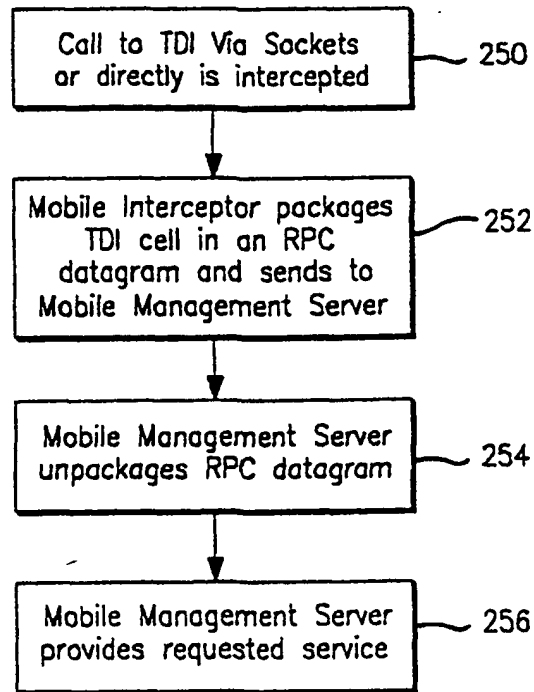 Call to TDI Via Sockets
or directly is intercepted
250
Mobile Interceptor packages
TDI cell in an RPC
datagram and sends to
Mobile Management Server
252
Mobile Management Server
unpackages RPC datagram
254
Mobile Management Server
provides requested service
256